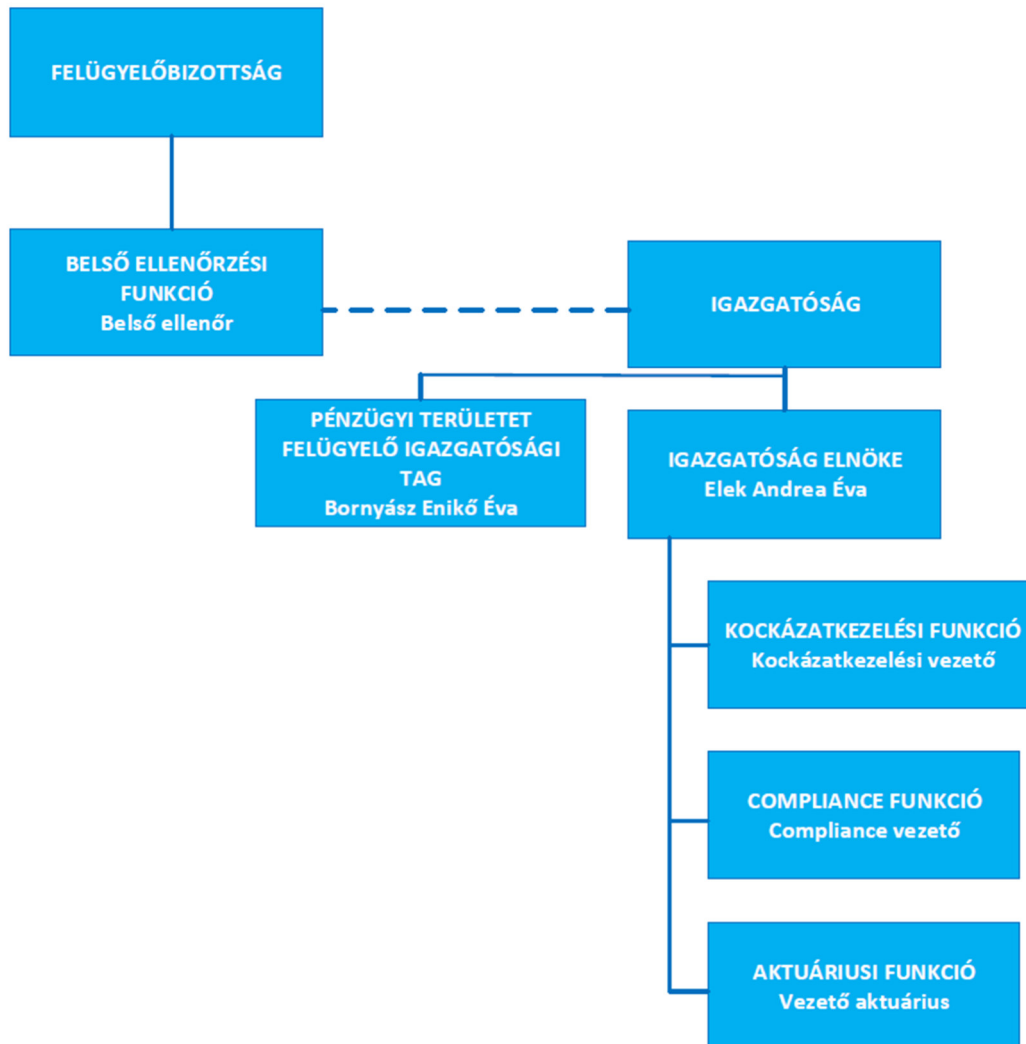 FELÜGYELŐBIZOTTSÁG
BELSŐ ELLENŐRZÉSI
FUNKCIÓ
Belső ellenőr
IGAZGATÓSÁG
PÉNZÜGYI TERÜLETET
FELÜGYELŐ IGAZGATÓSÁGI
TAG
Bornyász Enikő Éva
IGAZGATÓSÁG ELNÖKE
Elek Andrea Éva
KOCKÁZATKEZELÉSI FUNKCIÓ
Kockázatkezelési vezető
COMPLIANCE FUNKCIÓ
Compliance vezető
AKTUÁRIUSI FUNKCIÓ
Vezető aktuárius